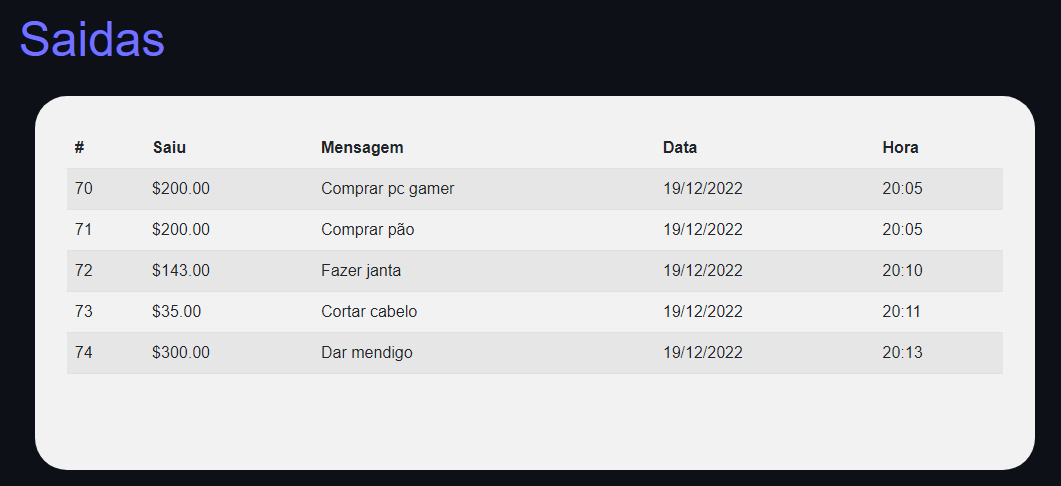 Saidas
# Saiu Mensagem Data Hora
70 $200.00 Comprar pc gamer 19/12/2022 20:05
71 $200.00 Comprar pão 19/12/2022 20:05
72 $143.00 Fazer janta 19/12/2022 20:10
73 $35.00 Cortar cabelo 19/12/2022 20:11
74 $300.00 Dar mendigo 19/12/2022 20:13